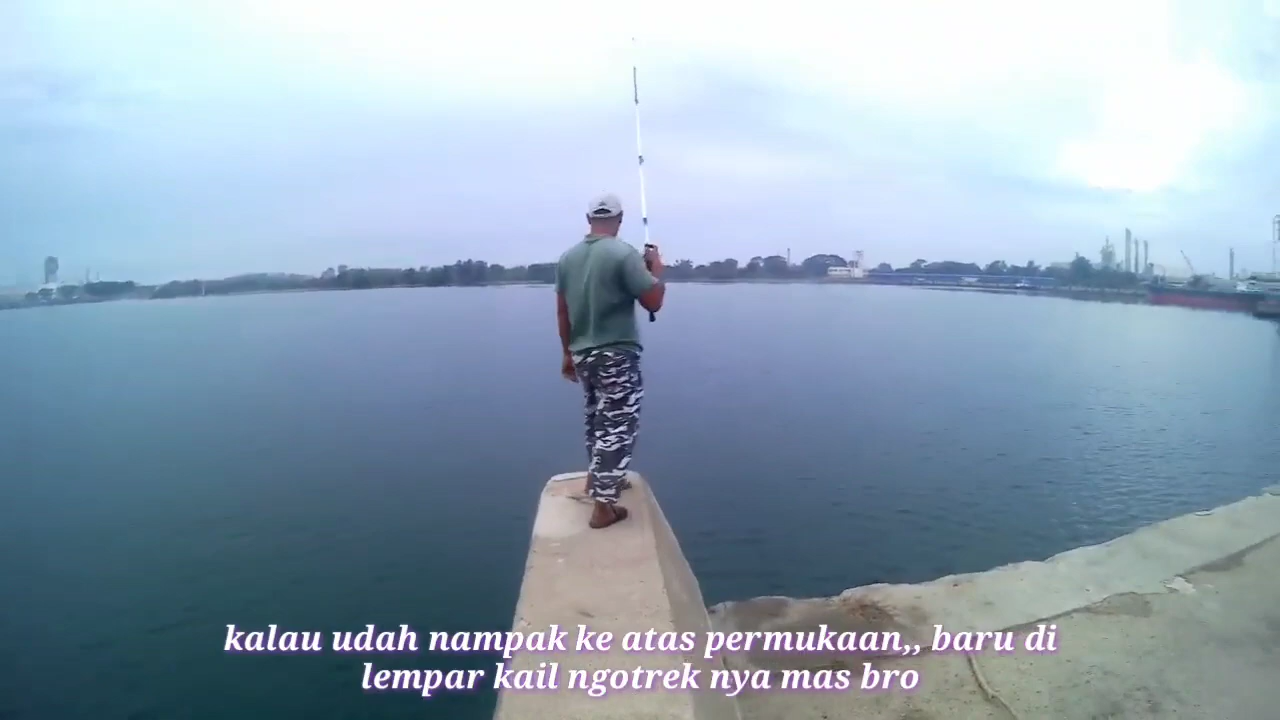 kalau udah nampak ke atas permukaan,, baru di
lempar kail ngotrek nya mas bro